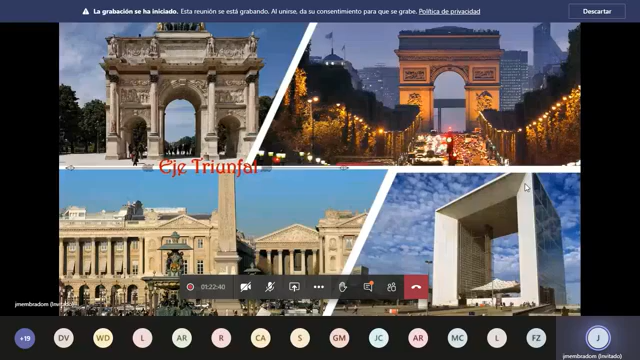 La grabación se ha iniciado. Esta reunión se está grabando. Al unirse, da su consentimiento para que se grabe. Política de privacidad
Descartar
Eje Triunfal
01:22:40
jmembradom (Invitado)
+19
DV
WD
L
AR
R
CA
S
GM
JC
AR
MC
L
FZ
J
jmembradom (Invitado)